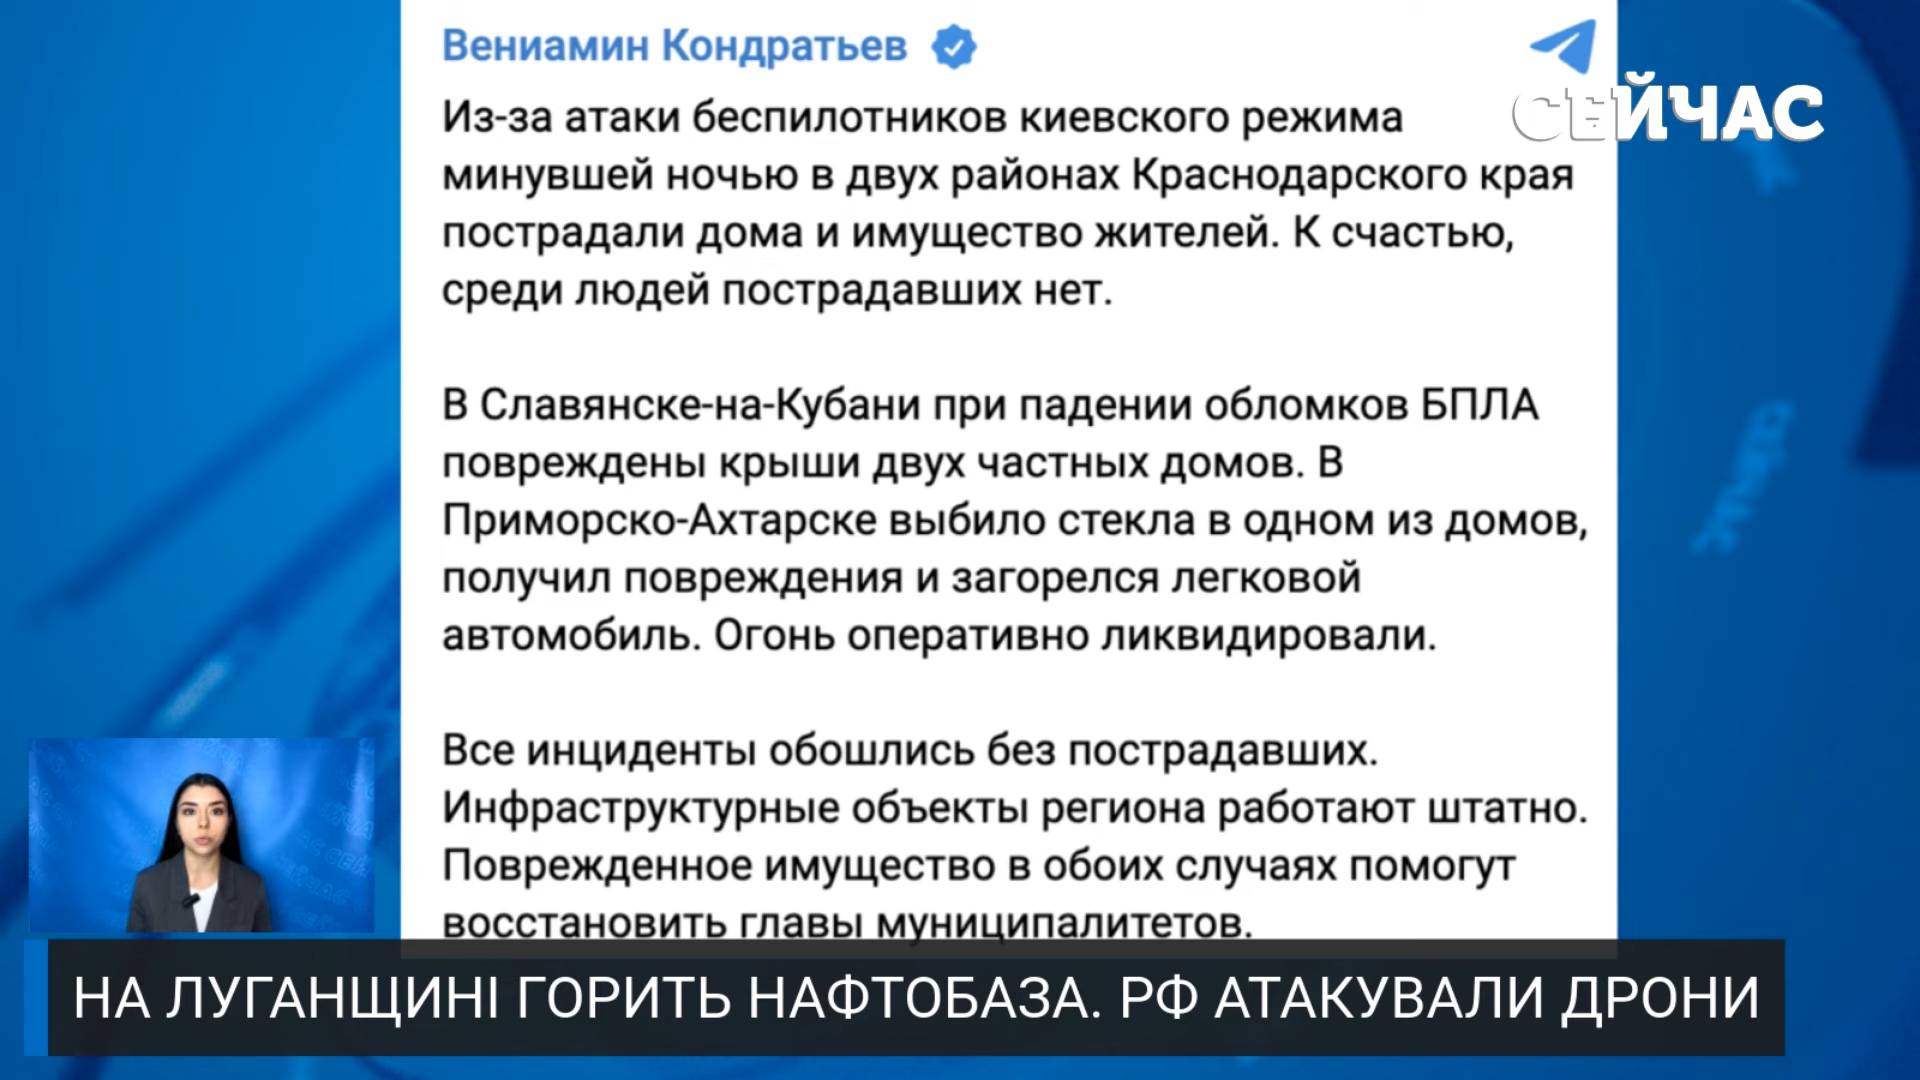 Вениамин Кондратьев
СЕЙЧАС
Из-за атаки беспилотников киевского режима
минувшей ночью в двух районах Краснодарского края
пострадали дома и имущество жителей. К счастью,
среди людей пострадавших нет.
В Славянске-на-Кубани при падении обломков БПЛА
повреждены крыши двух частных домов. В
Приморско-Ахтарске выбило стекла в одном из домов,
получил повреждения и загорелся легковой
автомобиль. Огонь оперативно ликвидировали.
Все инциденты обошлись без пострадавших.
Инфраструктурные объекты региона работают штатно.
Поврежденное имущество в обоих случаях помогут
восстановить главы муниципалитетов.
НА ЛУГАНЩИНІ ГОРИТЬ НАФТОБАЗА. РФ АТАКУВАЛИ ДРОНИ